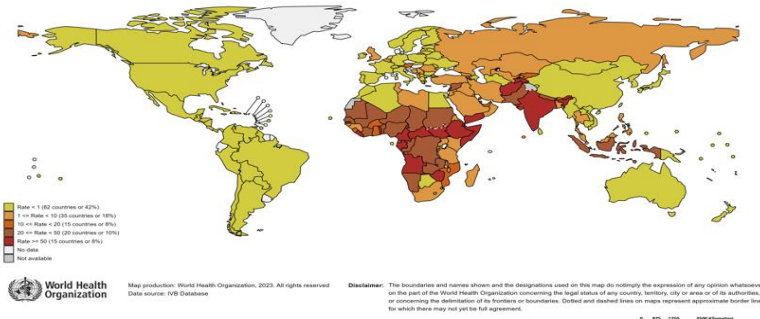 Rate < 1 (82 countries or 42%)
1 <= Rate < 10 (35 countries or 18%)
10 <= Rate < 20 (15 countries or 8%)
20 <= Rate < 50 (20 countries or 10%)
Rate >= 50 (15 countries or 8%)
No data
Not available
World Health
Organization
Map production: World Health Organization, 2023. All rights reserved
Data source: IVB Database
Disclaimer: The boundaries and names shown and the designations used on this map do notimply the expression of any opinion whatsoever
on the part of the World Health Organization concerning the legal status of any country, territory, city or area or of its authorities,
or concerning the delimitation of its frontiers or boundaries. Dotted and dashed lines on maps represent approximate border lines
for which there may not yet be full agreement.